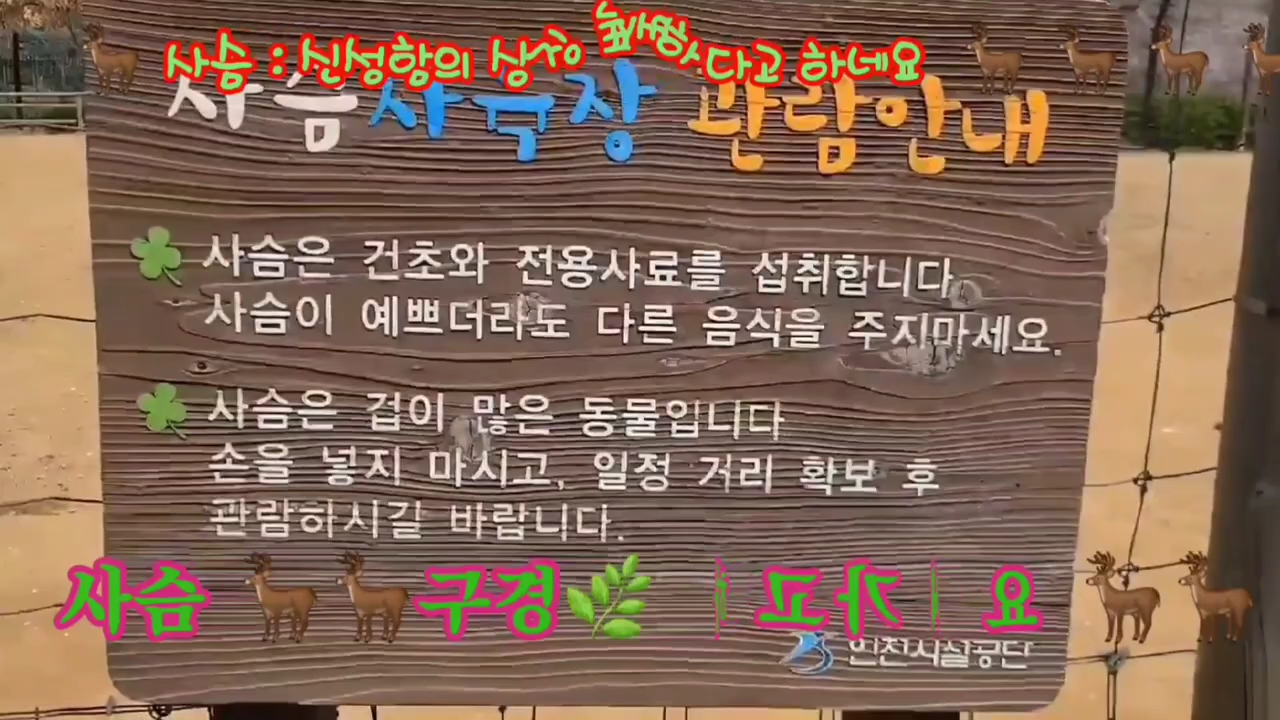 사슴 : 신성함의 상징 다고 하네요
사슴사육장 관람안내
사슴은 건초와 전용사료를 섭취합니다
사슴이 예쁘더라도 다른 음식을 주지마세요.
사슴은 겁이 많은 동물입니다
손을 넣지 마시고, 일정 거리 확보 후
관람하시길 바랍니다.
사슴 구경 요
인천시설공단